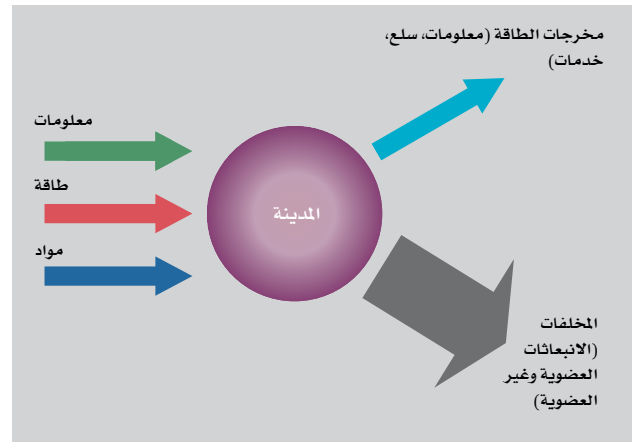 مخرجات الطاقة (معلومات، سلع،
خدمات)
معلومات
طاقة
مواد
المدينة
المخلفات
(الانبعاثات
العضوية وغير
العضوية)